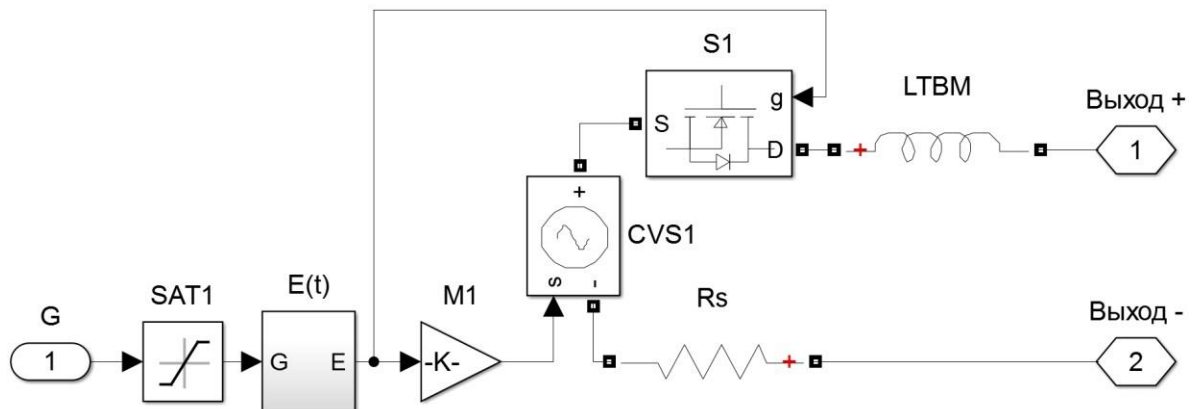 S1
g
S
D
LTBM
Выход +
1
+
CVS1
s
-
E(t)
SAT1
M1
Rs
Выход -
G
1
G
E
-K-
+
+
2